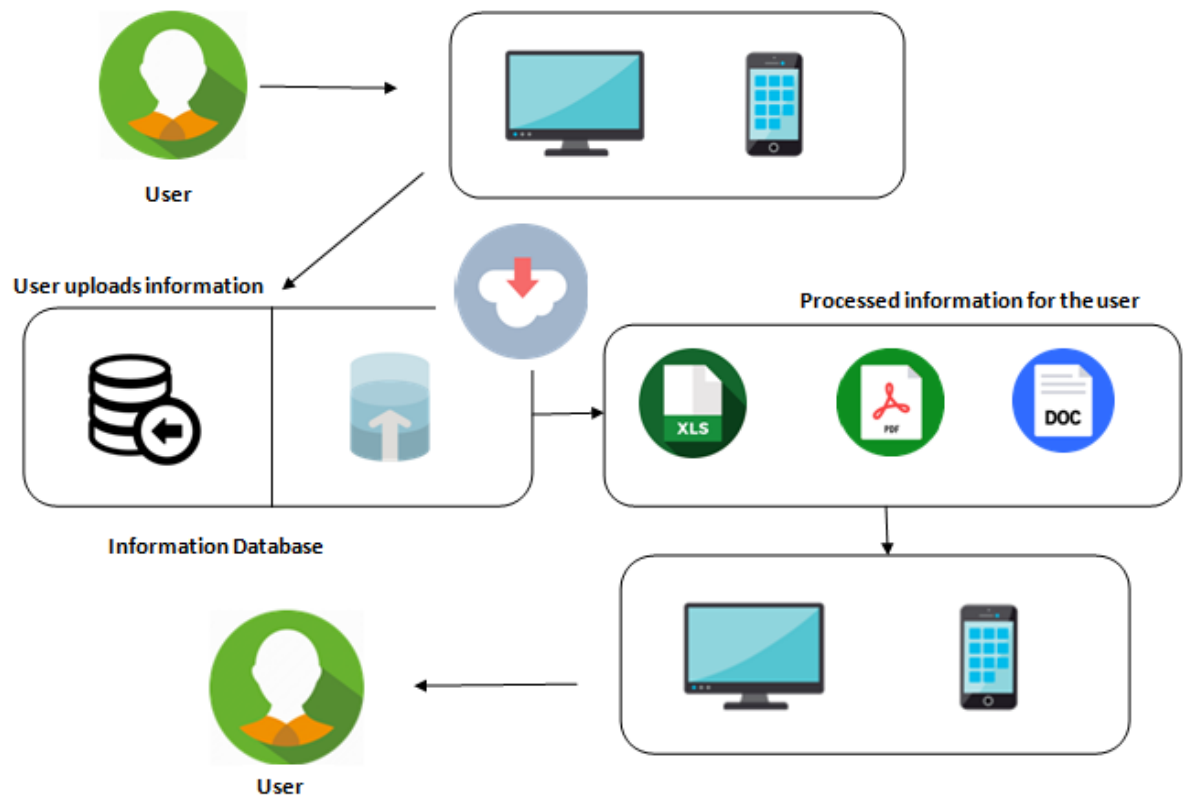 User
User uploads information
Processed information for the user
XLS
PDF
DOC
Information Database
User